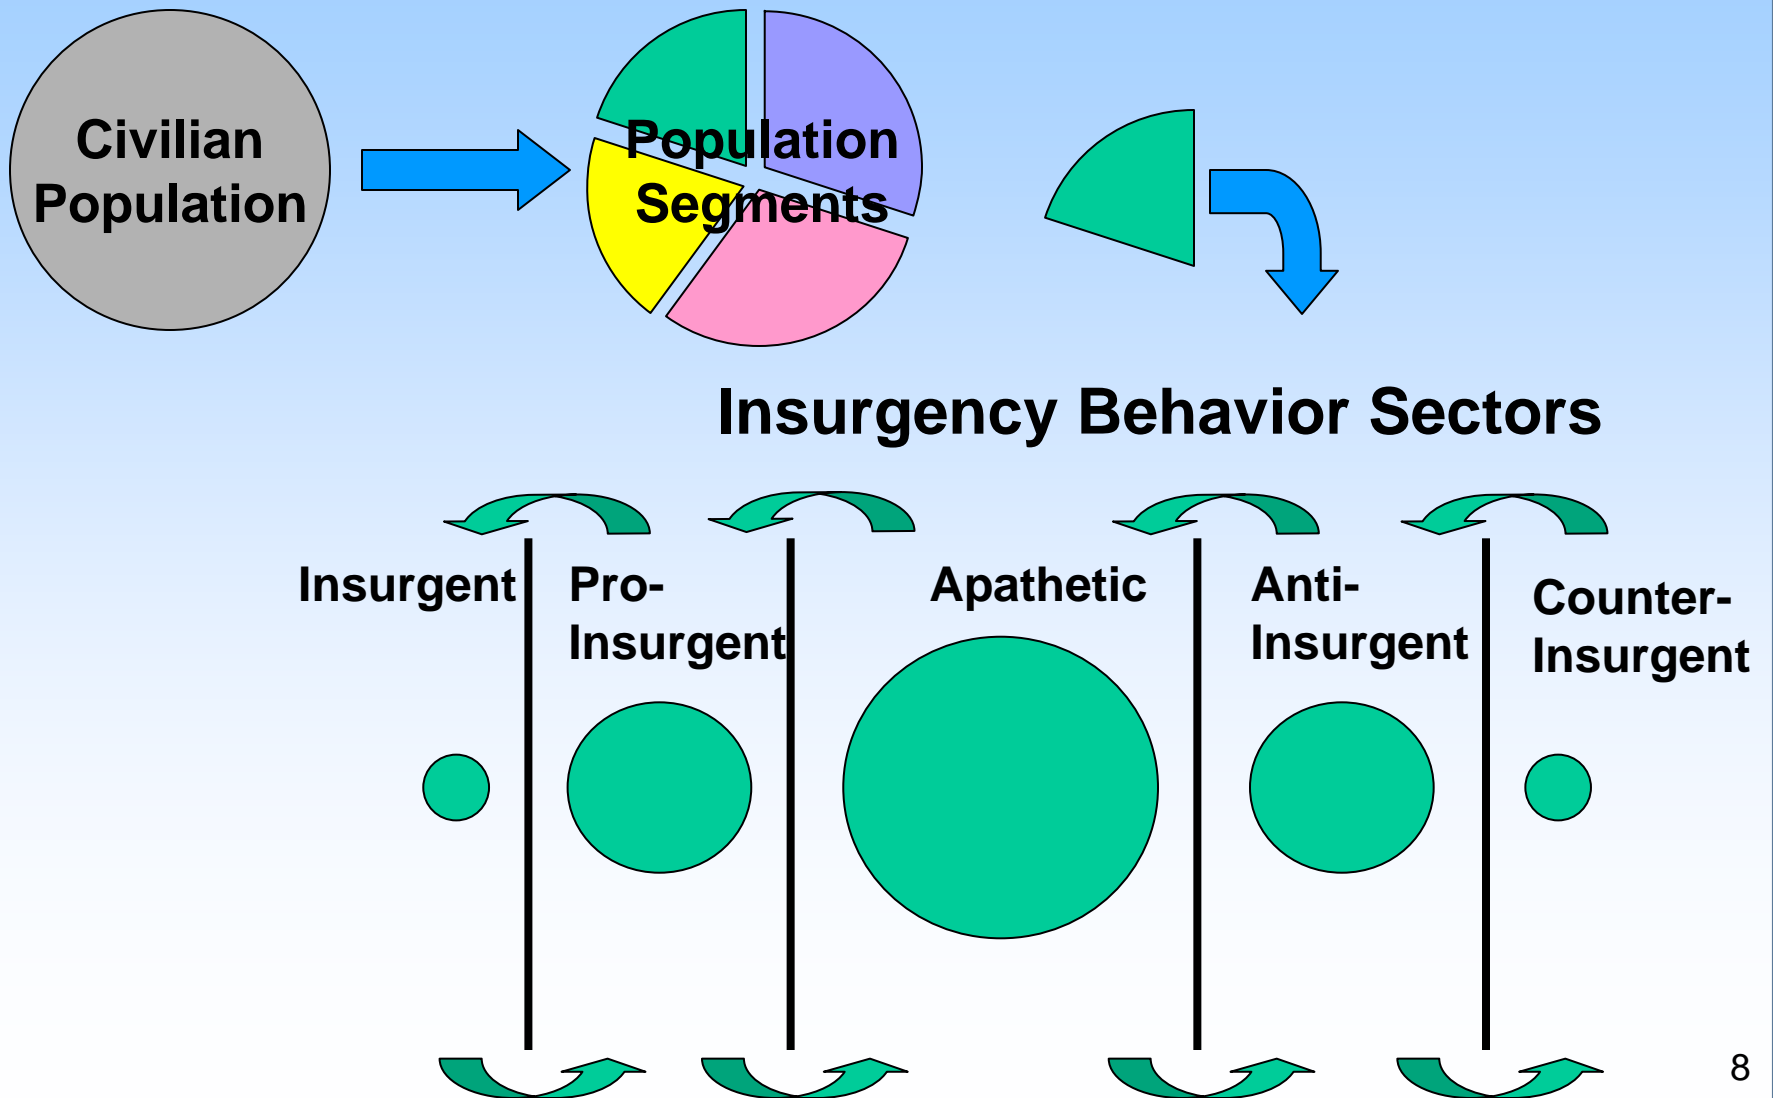 Civilian
Population
Population
Segments
Insurgency Behavior Sectors
Insurgent
Pro-
Insurgent
Apathetic
Anti-
Insurgent
Counter-
Insurgent
8